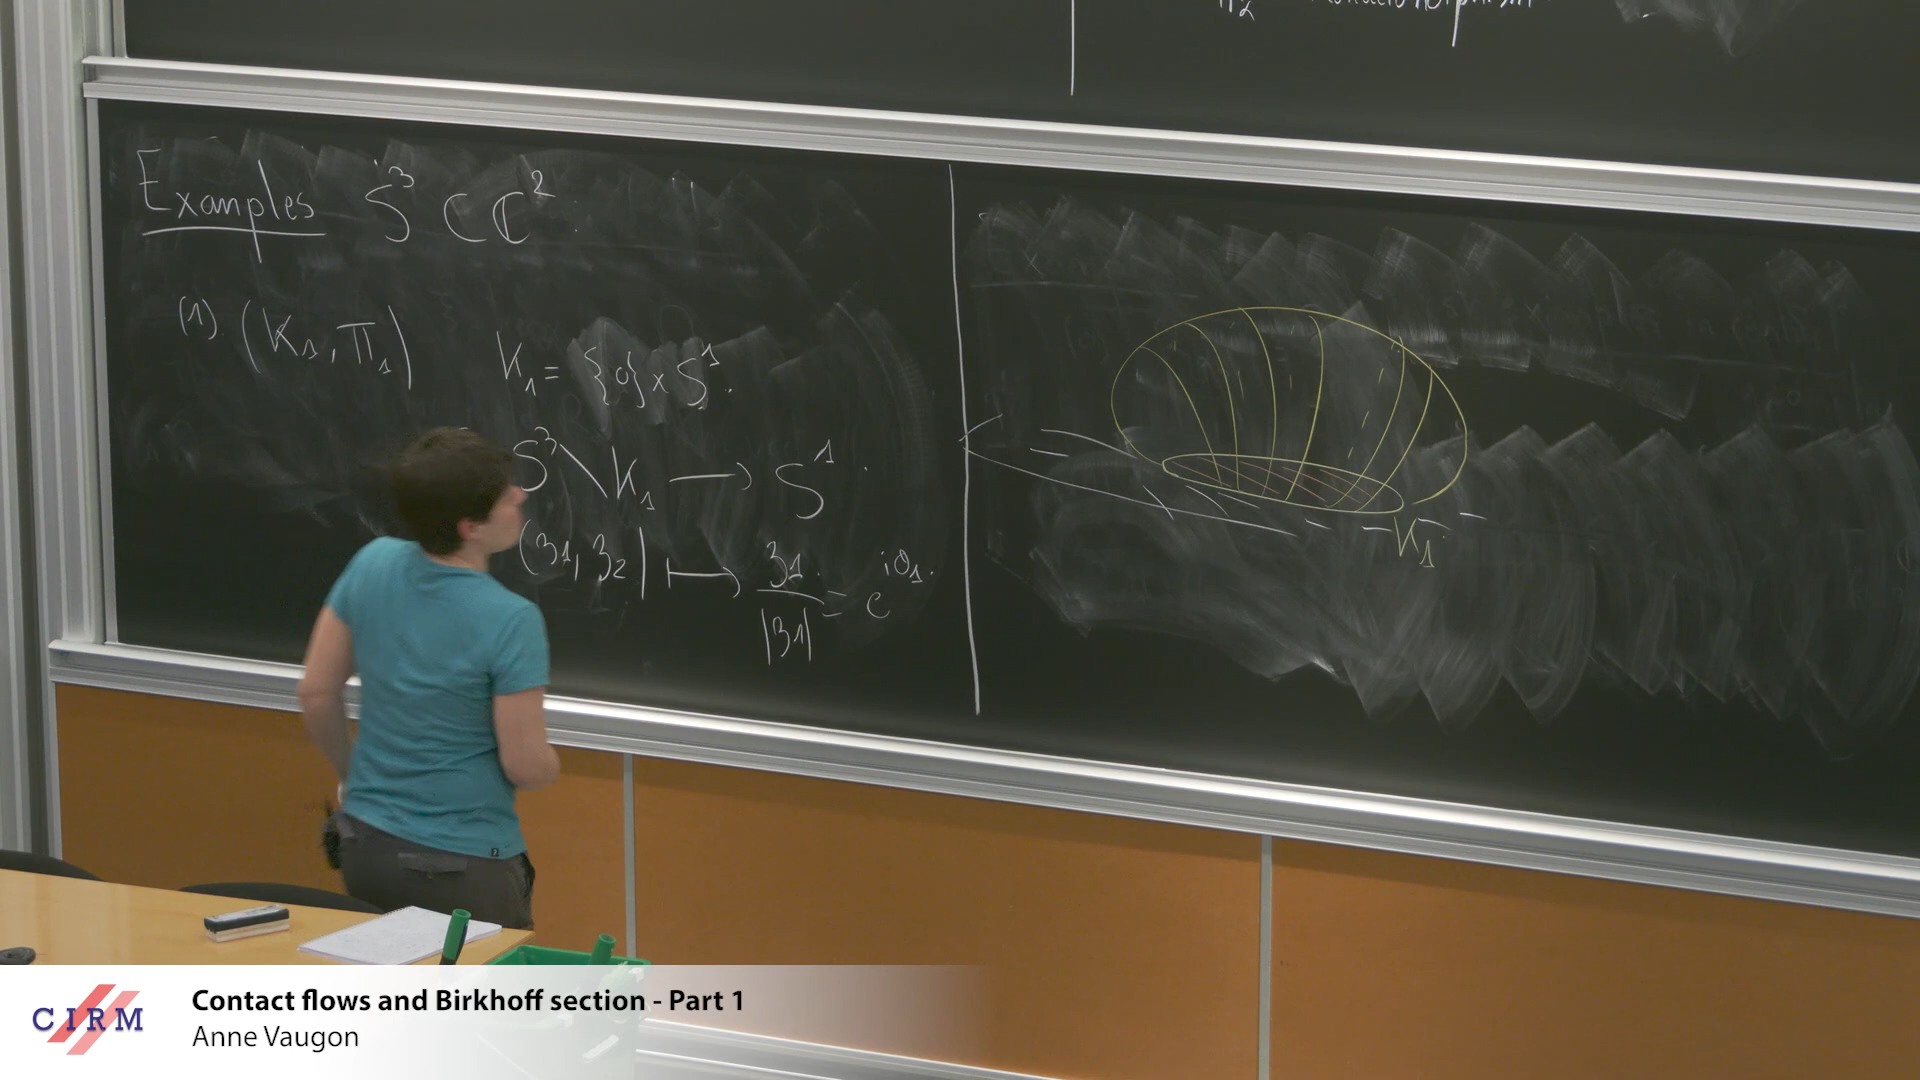 Examples S³ ⊂ ℂ².
(1). (K₁, π₁) K₁ = {0} × S¹.
S³ \ K₁ → S¹.
(z₁, z₂) ↦ z₁/|z₁| = e^{iθ₁}.
K₁
CIRM
Contact flows and Birkhoff section - Part 1
Anne Vaugon